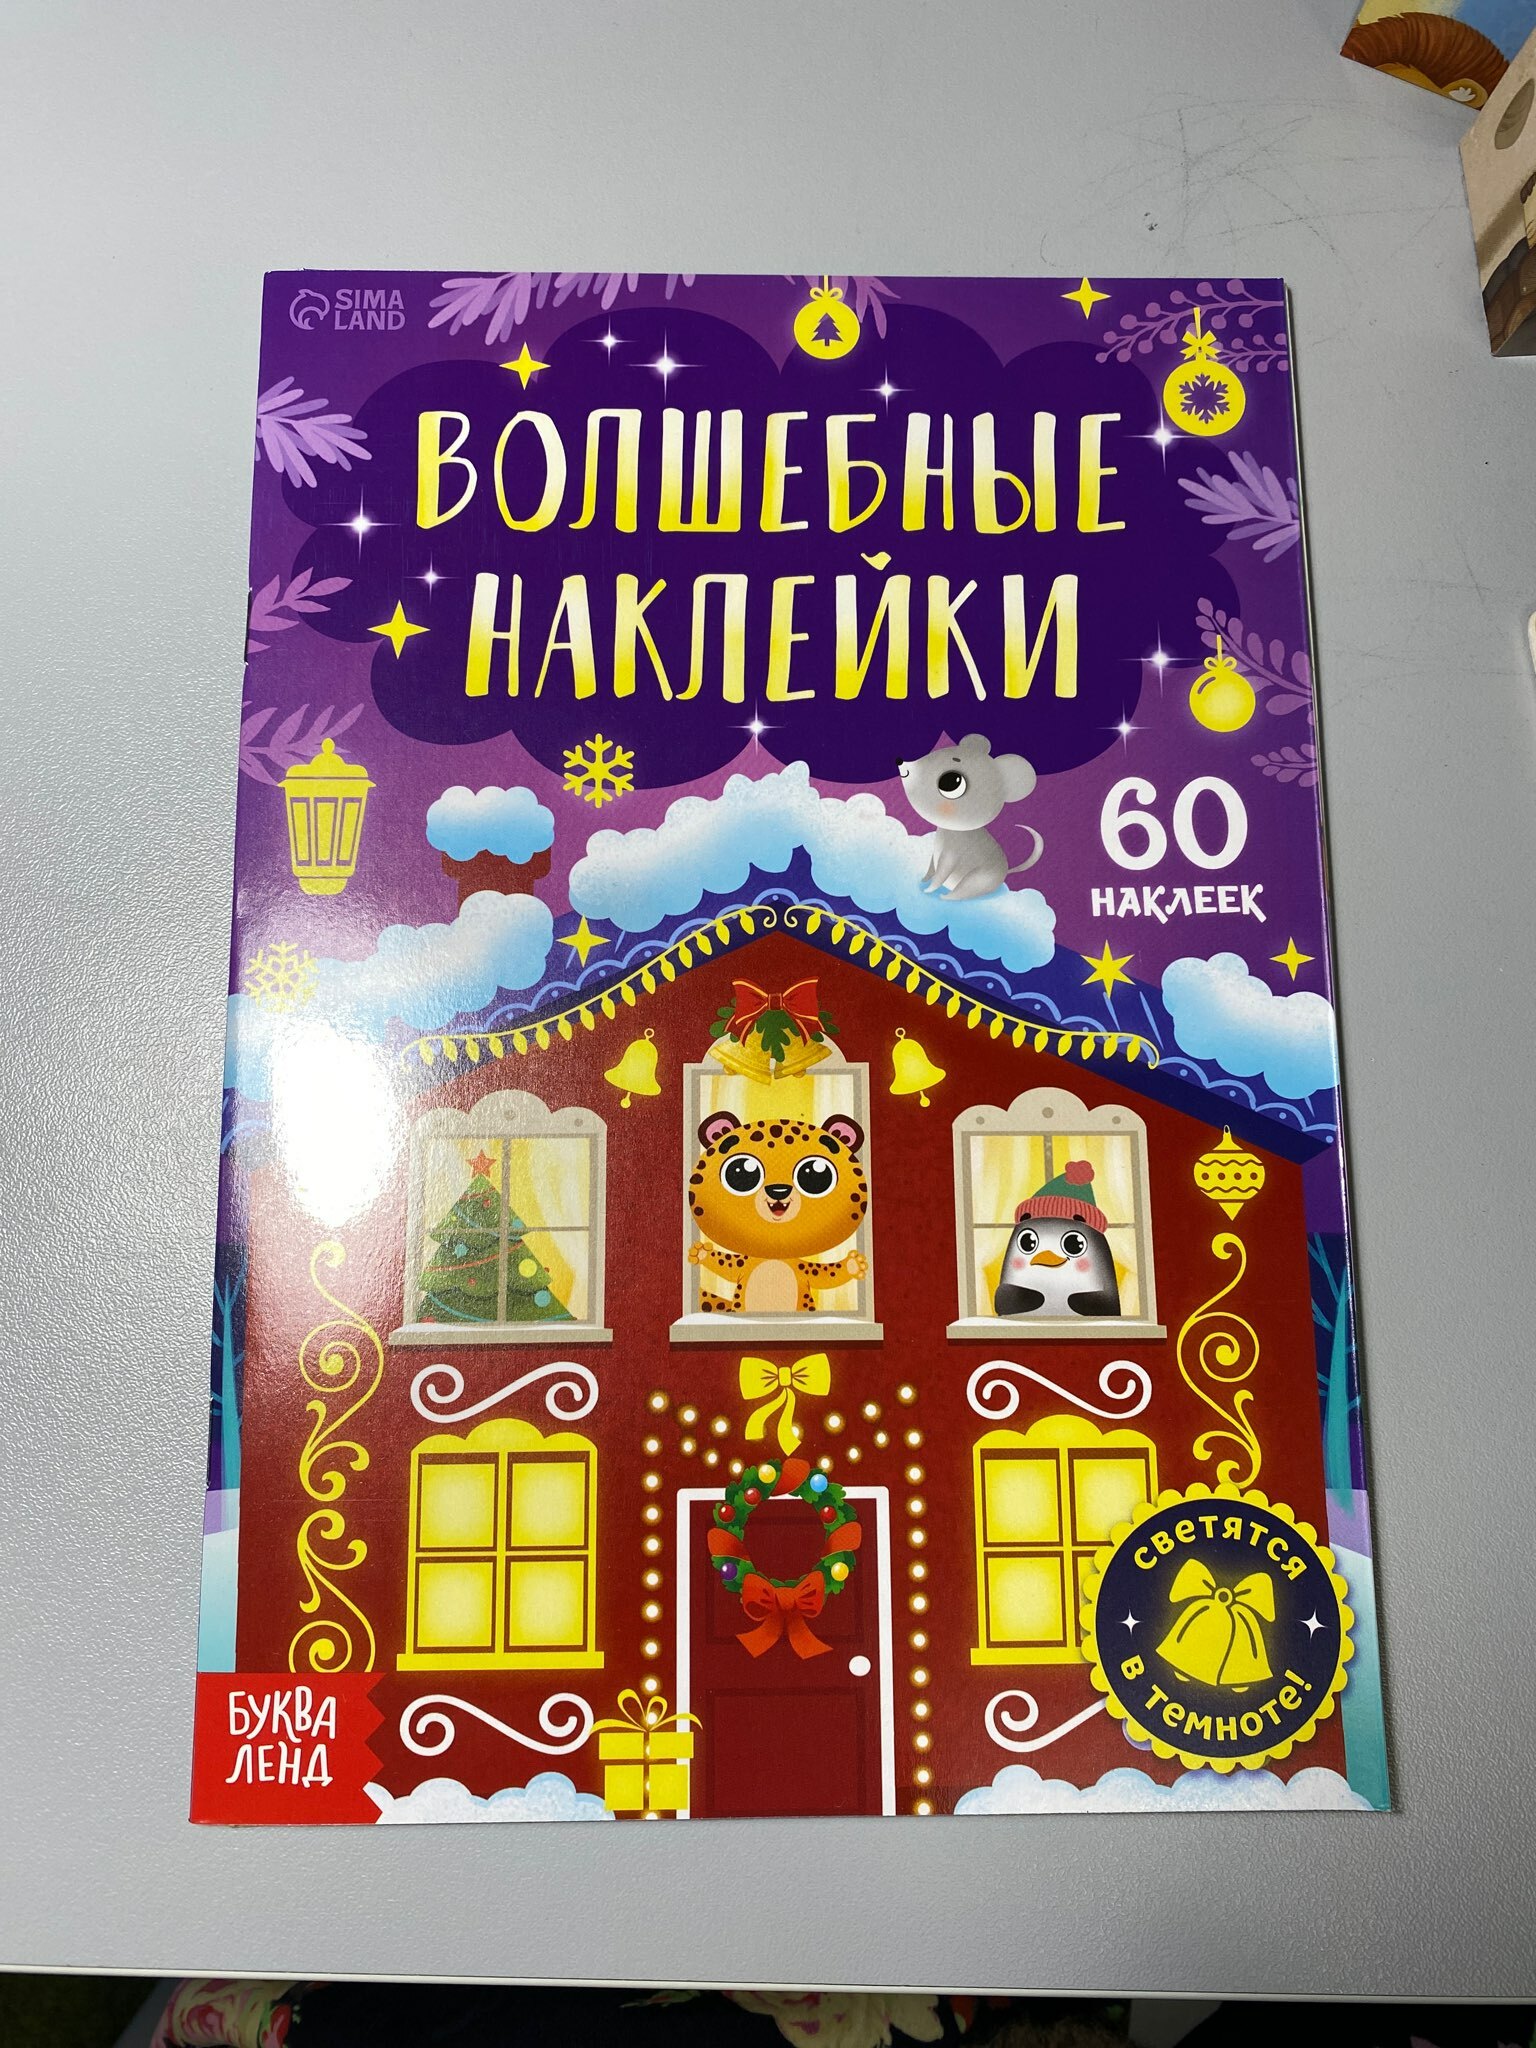 SIMA
LAND
ВОЛШЕБНЫЕ
НАКЛЕЙКИ
60
НАКЛЕЕК
СВЕТЯТСЯ
В ТЕМНОТЕ!
БУКВА
ЛЕНД